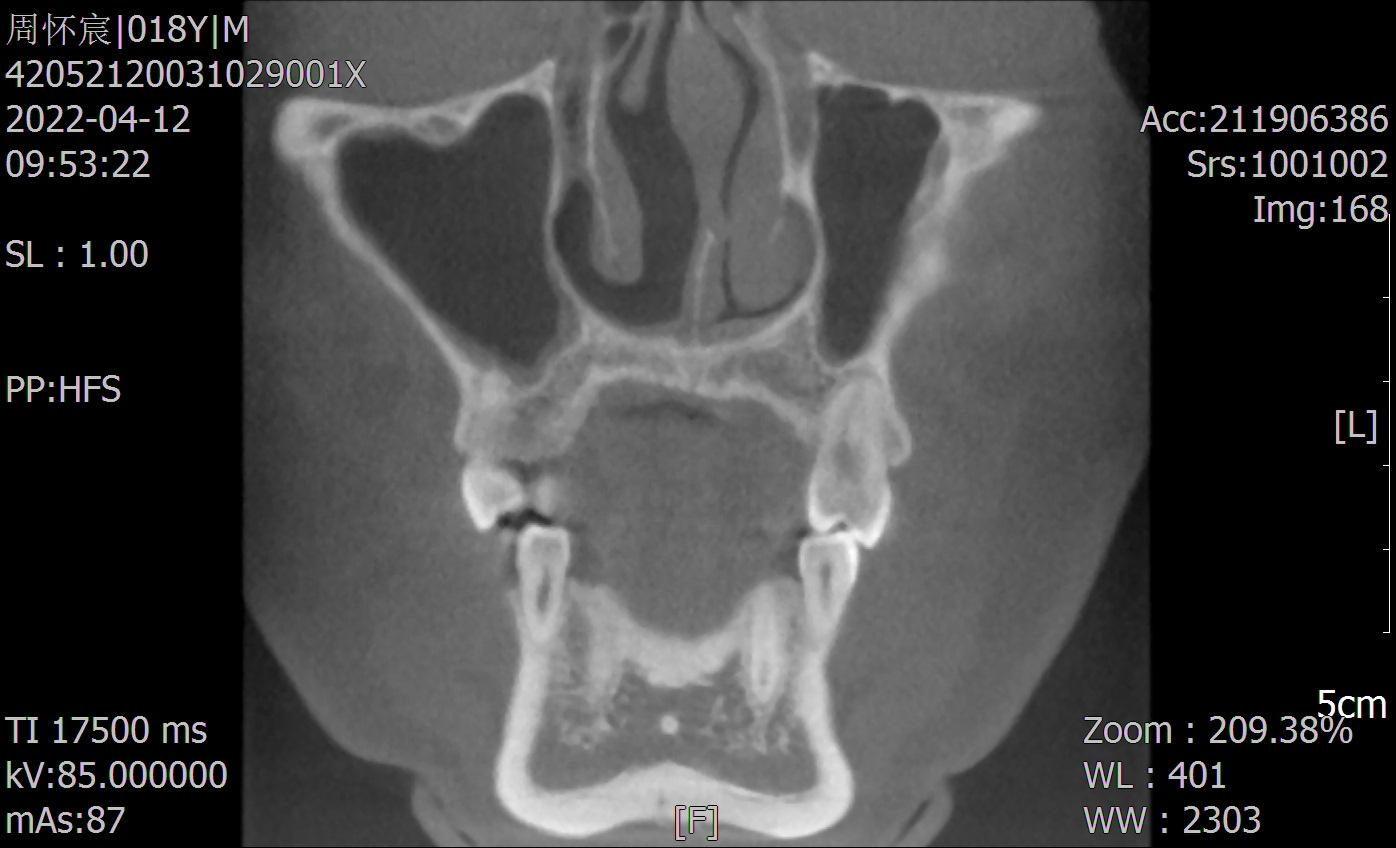 周怀宸|018Y|M
42052120031029001X
2022-04-12
09:53:22
SL : 1.00
PP:HFS
TI 17500 ms
kV:85.000000
mAs:87
Acc:211906386
Srs:1001002
Img:168
[L]
5cm
Zoom : 209.38%
WL : 401
WW : 2303
[F]